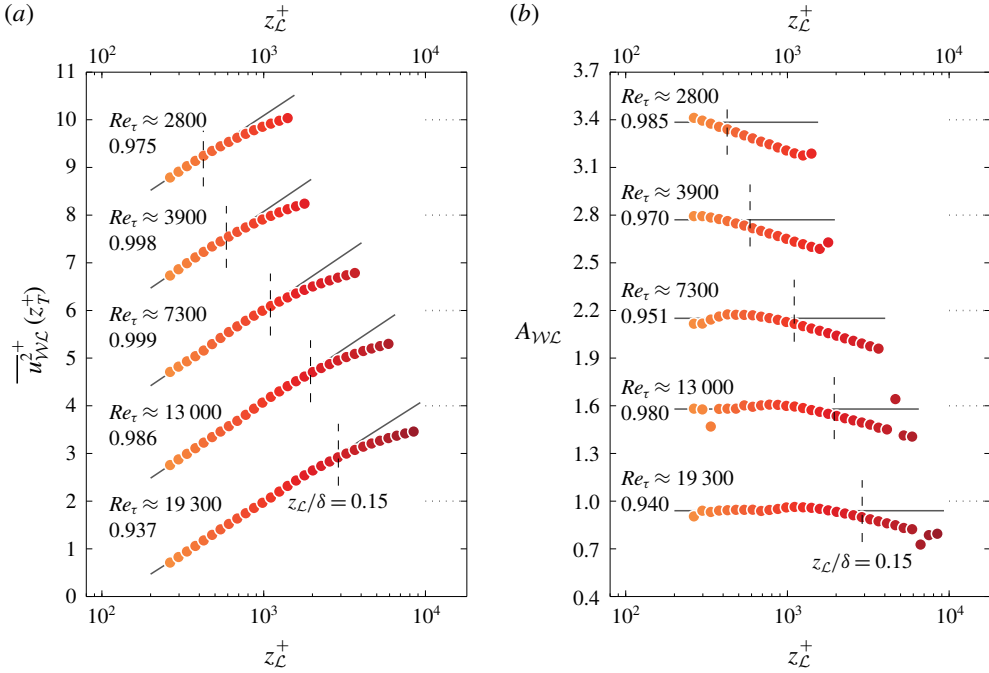 (a)
z_𝓛^+
10^2 10^3 10^4
11
10
9
8
7
6
5
4
3
2
1
0
\overline{u^2_{𝓦𝓛}}^+ (z_T^+)
Re_τ ≈ 2800
0.975
Re_τ ≈ 3900
0.998
Re_τ ≈ 7300
0.999
Re_τ ≈ 13 000
0.986
Re_τ ≈ 19 300
0.937
z_𝓛/δ = 0.15
10^2 10^3 10^4
z_𝓛^+
(b)
z_𝓛^+
10^2 10^3 10^4
3.7
3.4
3.1
2.8
2.5
2.2
1.9
1.6
1.3
1.0
0.7
0.4
A_{𝓦𝓛}
Re_τ ≈ 2800
0.985
Re_τ ≈ 3900
0.970
Re_τ ≈ 7300
0.951
Re_τ ≈ 13 000
0.980
Re_τ ≈ 19 300
0.940
z_𝓛/δ = 0.15
10^2 10^3 10^4
z_𝓛^+